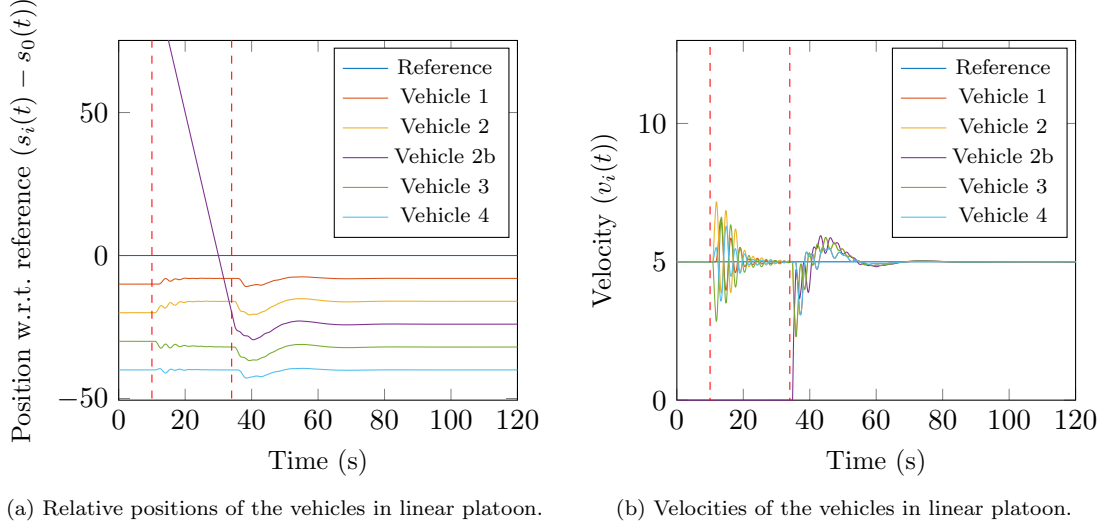 Position w.r.t. reference (s_i(t) − s_0(t))
50
0
−50
0 20 40 60 80 100 120
Time (s)
Reference
Vehicle 1
Vehicle 2
Vehicle 2b
Vehicle 3
Vehicle 4
(a) Relative positions of the vehicles in linear platoon.
Velocity (v_i(t))
10
5
0
0 20 40 60 80 100 120
Time (s)
Reference
Vehicle 1
Vehicle 2
Vehicle 2b
Vehicle 3
Vehicle 4
(b) Velocities of the vehicles in linear platoon.